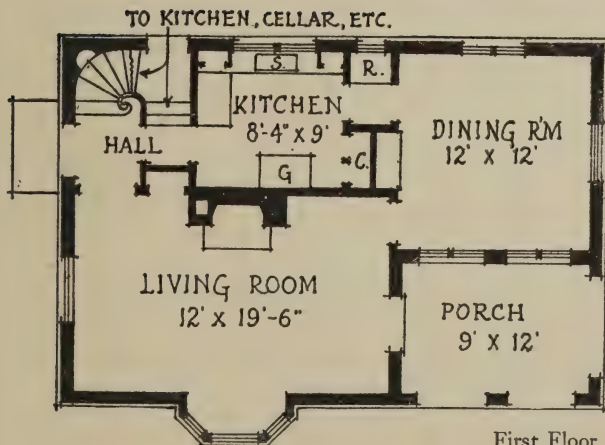 TO KITCHEN, CELLAR, ETC.
S.
R.
KITCHEN
8'-4" X 9'
DINING R'M
12' X 12'
HALL
C.
G
LIVING ROOM
12' X 19'-6"
PORCH
9' X 12'
First Floor